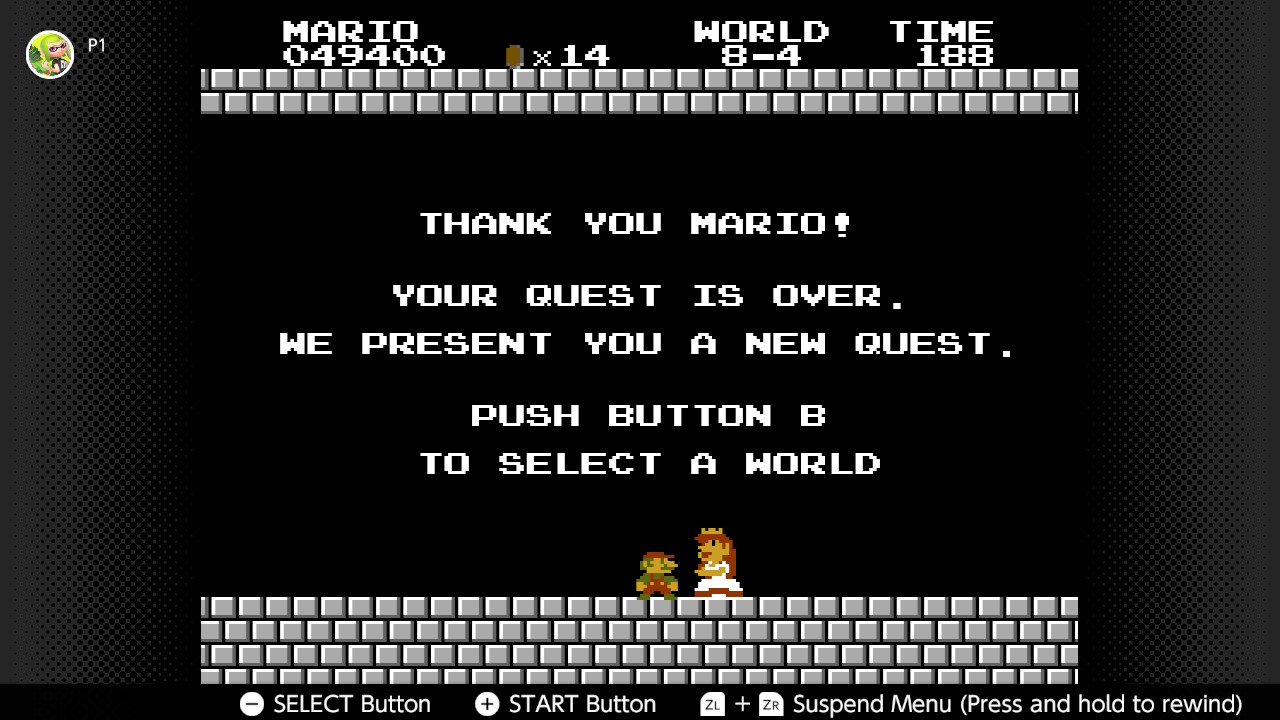 P1
MARIO WORLD TIME
049400 ×14 8-4 188
THANK YOU MARIO!
YOUR QUEST IS OVER.
WE PRESENT YOU A NEW QUEST.
PUSH BUTTON B
TO SELECT A WORLD
− SELECT Button + START Button ZL + ZR Suspend Menu (Press and hold to rewind)